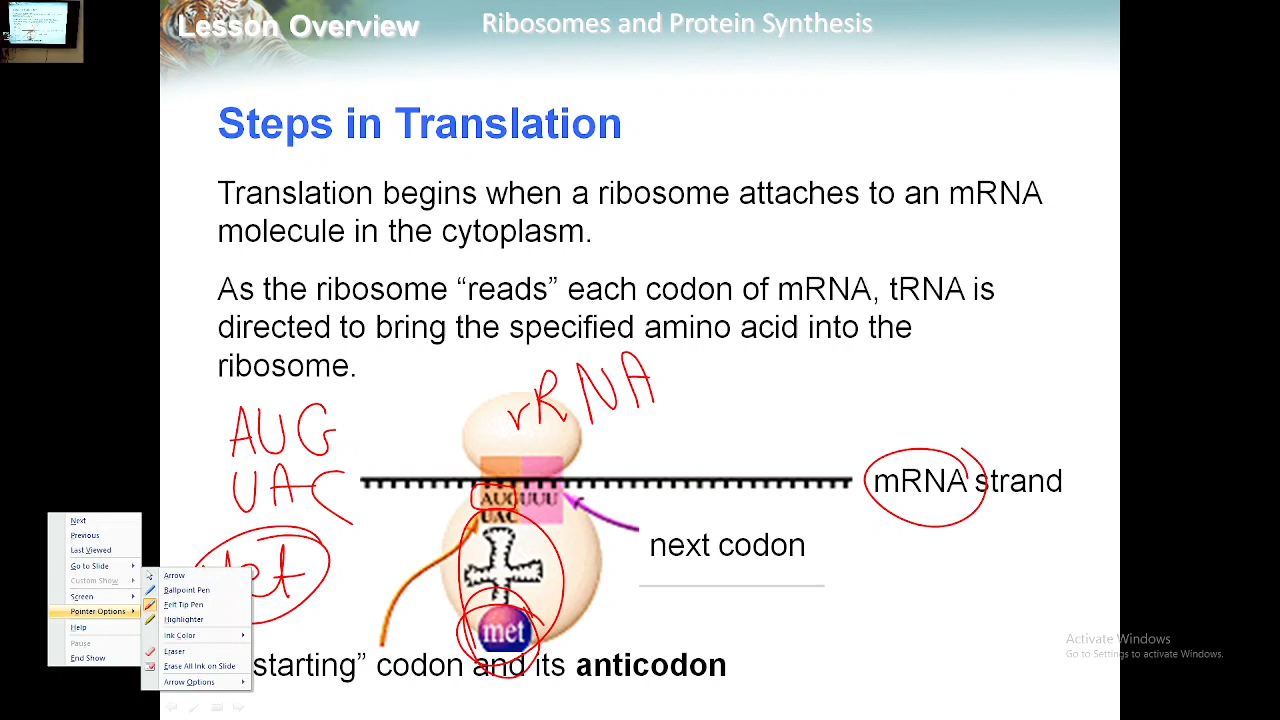 Lesson Overview
Ribosomes and Protein Synthesis
Steps in Translation
Translation begins when a ribosome attaches to an mRNA
molecule in the cytoplasm.
As the ribosome “reads” each codon of mRNA, tRNA is
directed to bring the specified amino acid into the
ribosome.
rRNA
AUG
UAC
mRNA strand
AUGUUU
UAC
next codon
met
starting” codon and its anticodon
Next
Previous
Last Viewed
Go to Slide
Custom Show
Screen
Pointer Options
Help
Pause
End Show
Arrow
Ballpoint Pen
Felt Tip Pen
Highlighter
Ink Color
Eraser
Erase All Ink on Slide
Arrow Options
Activate Windows
Go to Settings to activate Windows.